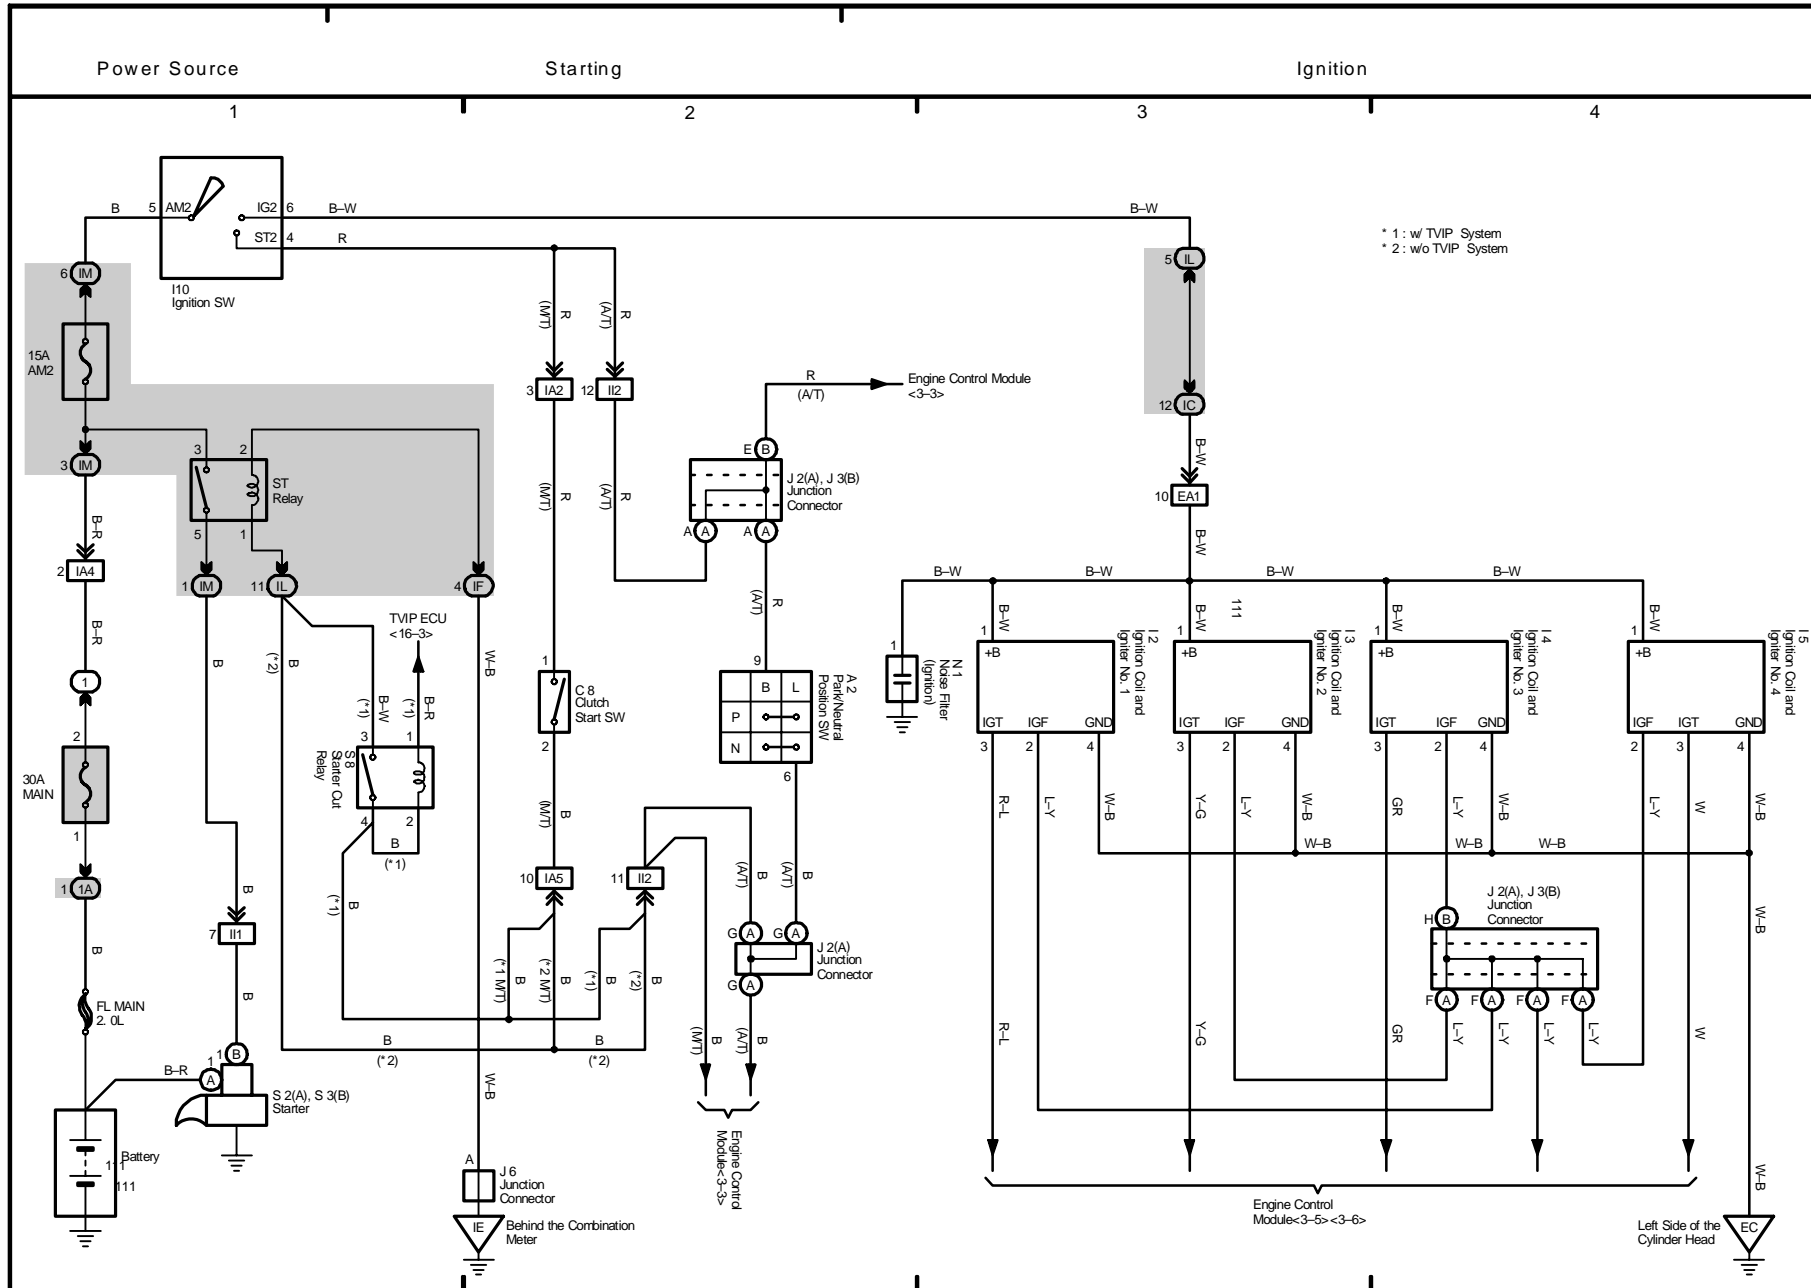 Power Source
Starting
Ignition
1
2
3
4
B
5
AM2
IG2
6
B–W
B–W
ST2
4
R
* 1 : w/ TVIP System
* 2 : w/o TVIP System
6
IM
I10
Ignition SW
5
IL
(M/T)
R
(A/T)
R
15A
AM2
3
IA2
12
II2
R
(A/T)
Engine Control Module
<3–3>
12
IC
B–W
3
IM
3
2
ST
Relay
5
1
E
B
J 2(A), J 3(B)
Junction
Connector
A
A
A
A
(M/T)
R
(A/T)
R
10
EA1
B–R
B–W
2
IA4
1
IM
11
IL
4
IF
B–W
B–W
B–W
B–W
TVIP ECU
<16–3>
(A/T)
R
111
B–R
B
(*2)
B
W–B
(*1)
B–W
(*1)
B–R
1
1
C 8
Clutch
Start SW
2
9
B
L
P
N
6
A 2
Park/Neutral
Position SW
1
N 1
Noise Filter
(Ignition)
1
B–W
+B
IGT
IGF
GND
3
2
4
I 2
Ignition Coil and
Igniter No. 1
1
B–W
+B
IGT
IGF
GND
3
2
4
I 3
Ignition Coil and
Igniter No. 2
1
B–W
+B
IGT
IGF
GND
3
2
4
I 4
Ignition Coil and
Igniter No. 3
1
B–W
+B
IGF
IGT
GND
2
3
4
I 5
Ignition Coil and
Igniter No. 4
2
30A
MAIN
1
3
1
S 8
Starter Cut
Relay
4
2
B
(*1)
(M/T)
B
R–L
L–Y
W–B
Y–G
L–Y
W–B
GR
L–Y
W–B
L–Y
W
W–B
W–B
W–B
W–B
1
1A
10
IA5
11
II2
(A/T)
B
(A/T)
B
(*1)
B
B
7
II1
B
G
A
G
A
J 2(A)
Junction
Connector
G
A
J 2(A), J 3(B)
Junction
Connector
H
B
F
A
F
A
F
A
F
A
W–B
B
(*1 M/T)
B
(*2 M/T)
B
(*1)
B
(*2)
B
FL MAIN
2. 0L
B
B
(*2)
B
(*2)
(M/T)
B
(A/T)
B
R–L
Y–G
GR
L–Y
L–Y
L–Y
L–Y
W
1
B
1
A
B–R
S 2(A), S 3(B)
Starter
W–B
Battery
111
111
A
J 6
Junction
Connector
IE
Behind the Combination
Meter
Engine Control
Module<3–3>
Engine Control
Module<3–5><3–6>
W–B
Left Side of the
Cylinder Head
EC